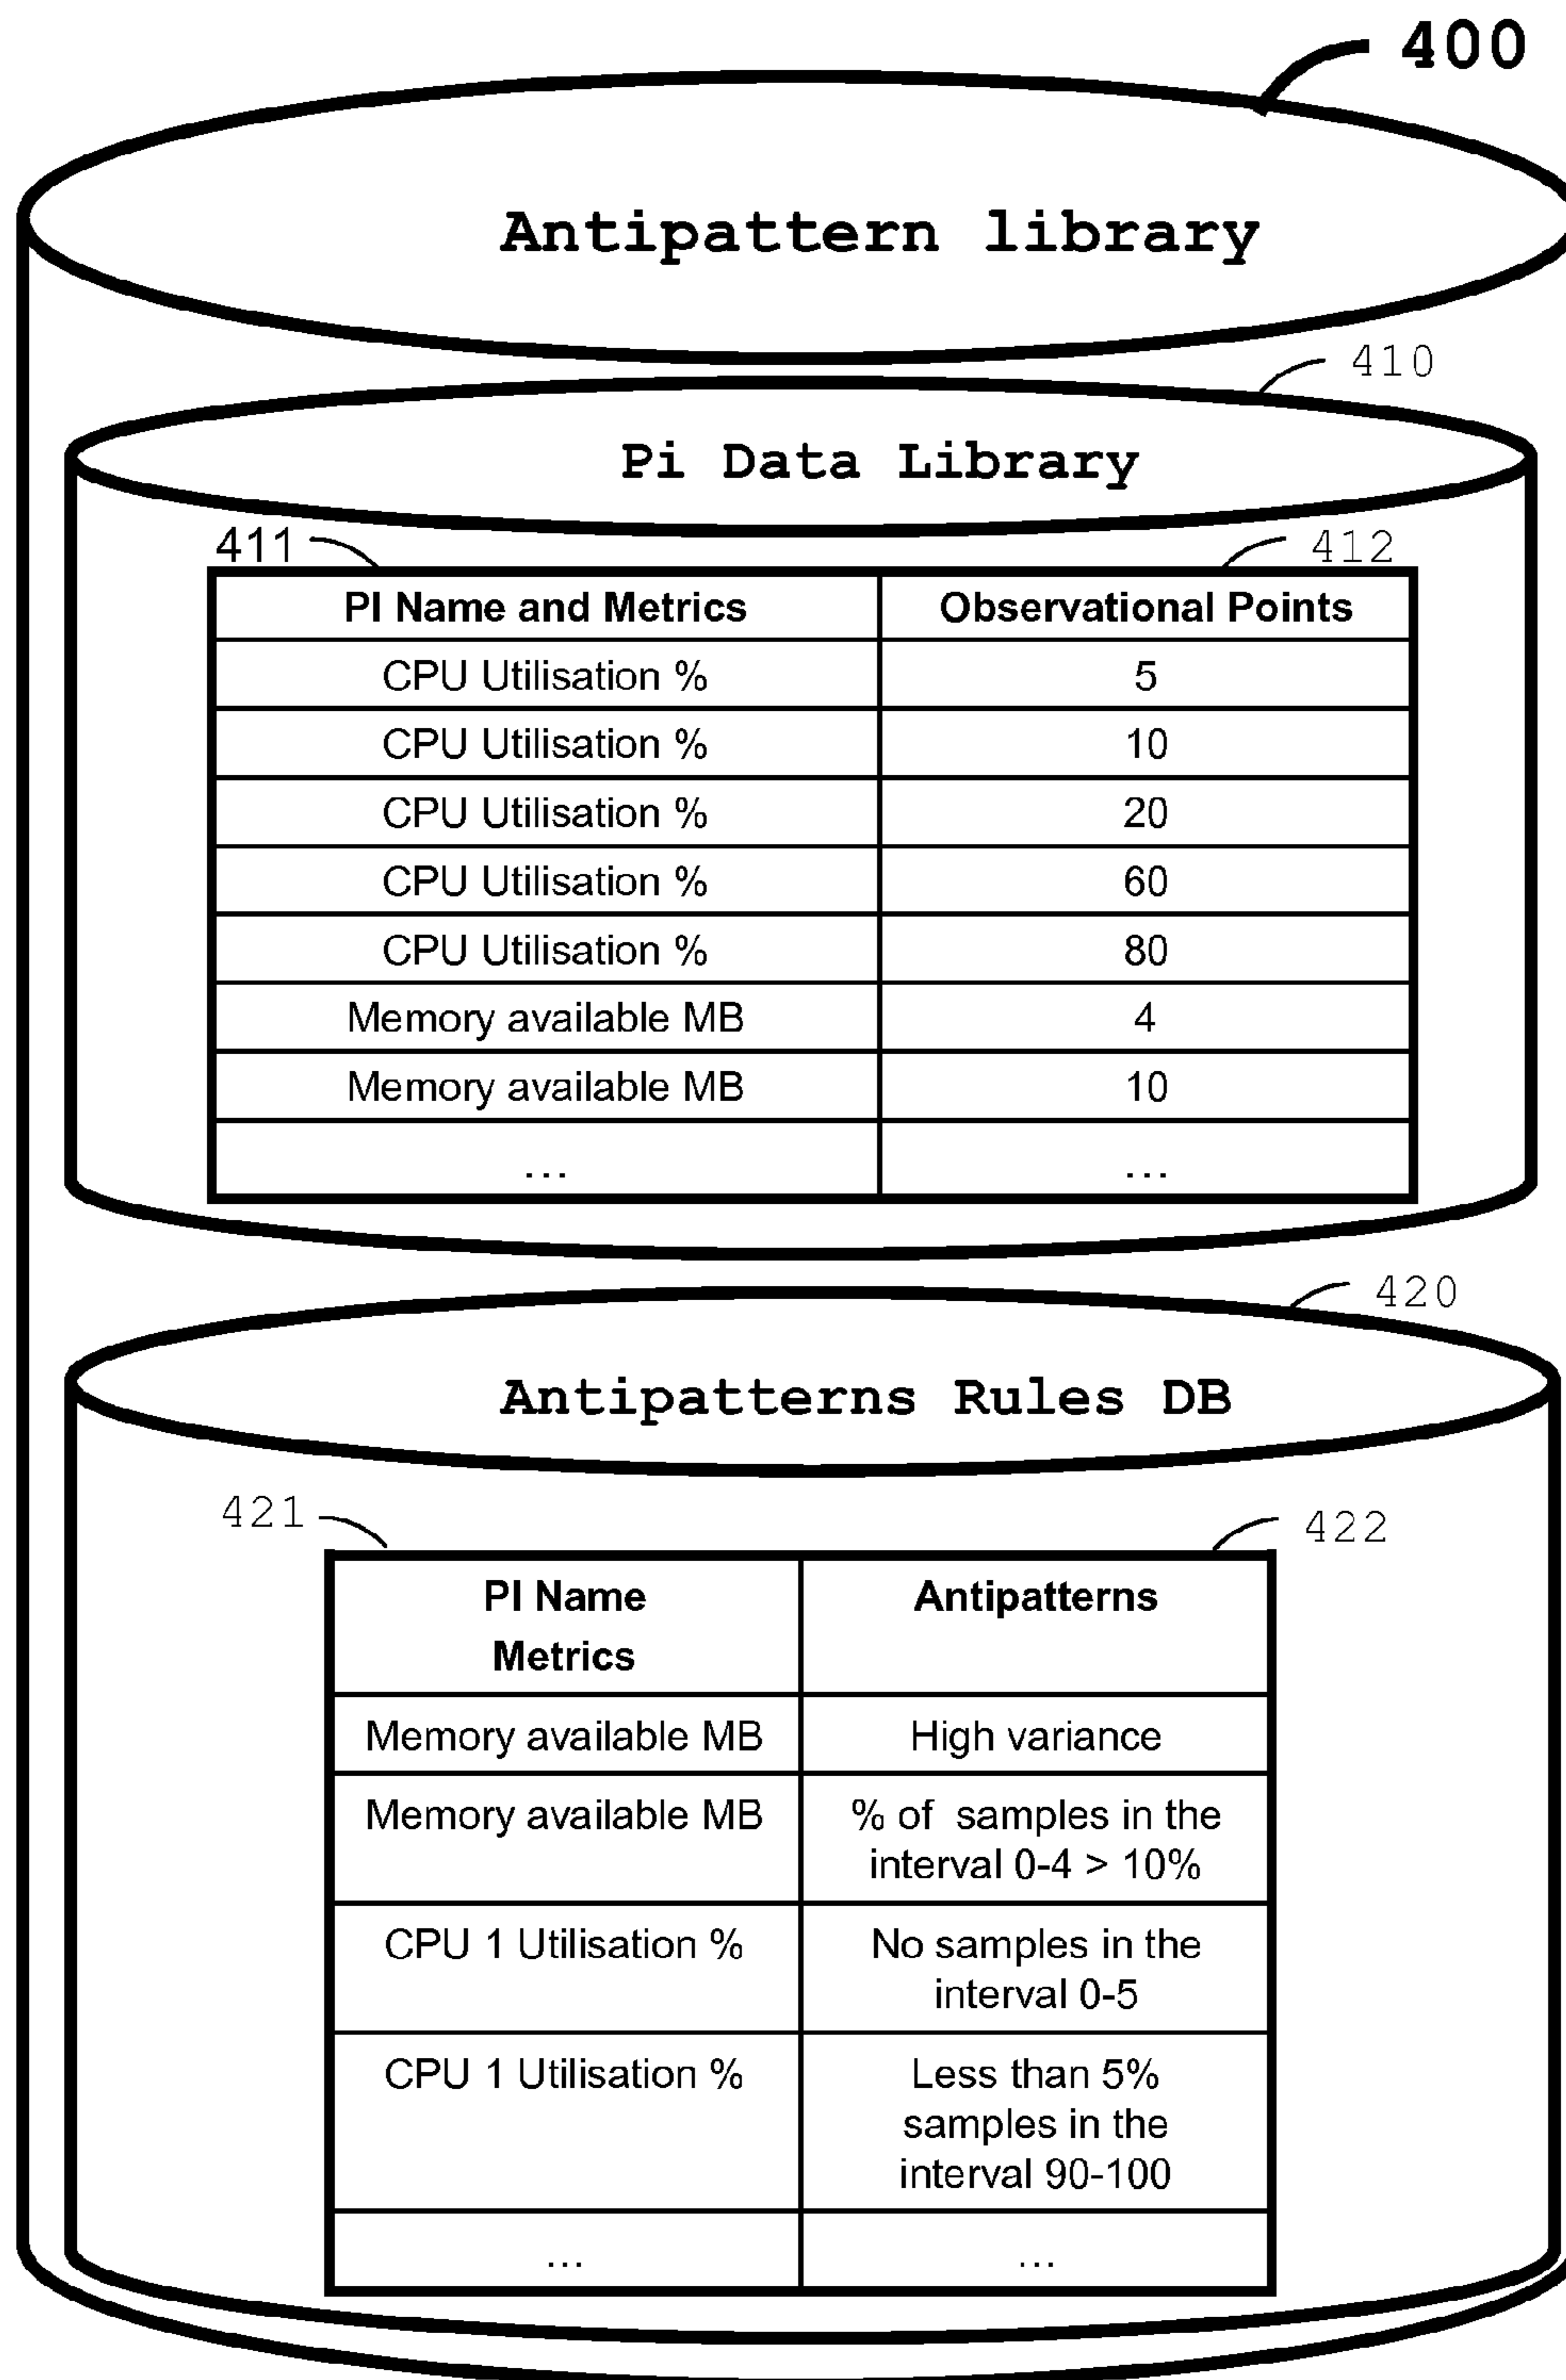 400
Antipattern library
410
Pi Data Library
411
412
PI Name and Metrics
Observational Points
CPU Utilisation %
5
CPU Utilisation %
10
CPU Utilisation %
20
CPU Utilisation %
60
CPU Utilisation %
80
Memory available MB
4
Memory available MB
10
...
...
420
Antipatterns Rules DB
421
422
PI Name
Metrics
Antipatterns
Memory available MB
High variance
Memory available MB
% of samples in the
interval 0-4 > 10%
CPU 1 Utilisation %
No samples in the
interval 0-5
CPU 1 Utilisation %
Less than 5%
samples in the
interval 90-100
...
...